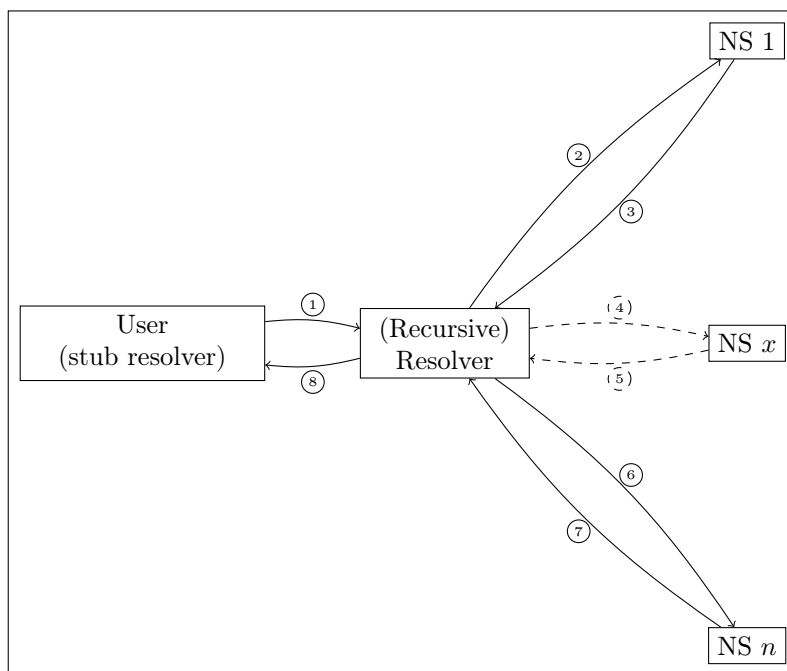 NS 1
2
3
1
User
(stub resolver)
(Recursive)
Resolver
4
NS x
5
8
6
7
NS n